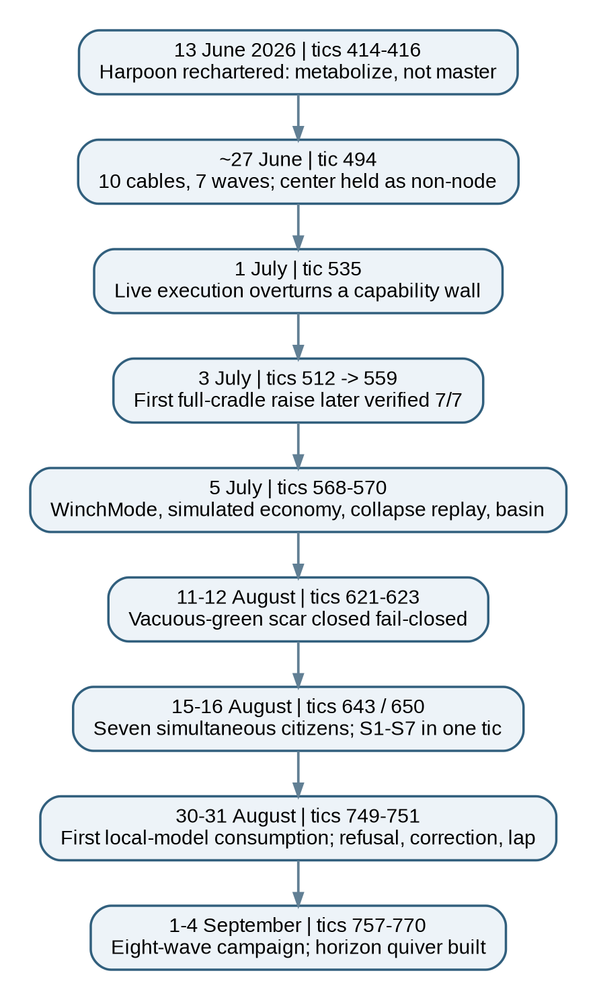 13 June 2026 | tics 414-416
Harpoon rechartered: metabolize, not master
~27 June | tic 494
10 cables, 7 waves; center held as non-node
1 July | tic 535
Live execution overturns a capability wall
3 July | tics 512 -> 559
First full-cradle raise later verified 7/7
5 July | tics 568-570
WinchMode, simulated economy, collapse replay, basin
11-12 August | tics 621-623
Vacuous-green scar closed fail-closed
15-16 August | tics 643 / 650
Seven simultaneous citizens; S1-S7 in one tic
30-31 August | tics 749-751
First local-model consumption; refusal, correction, lap
1-4 September | tics 757-770
Eight-wave campaign; horizon quiver built